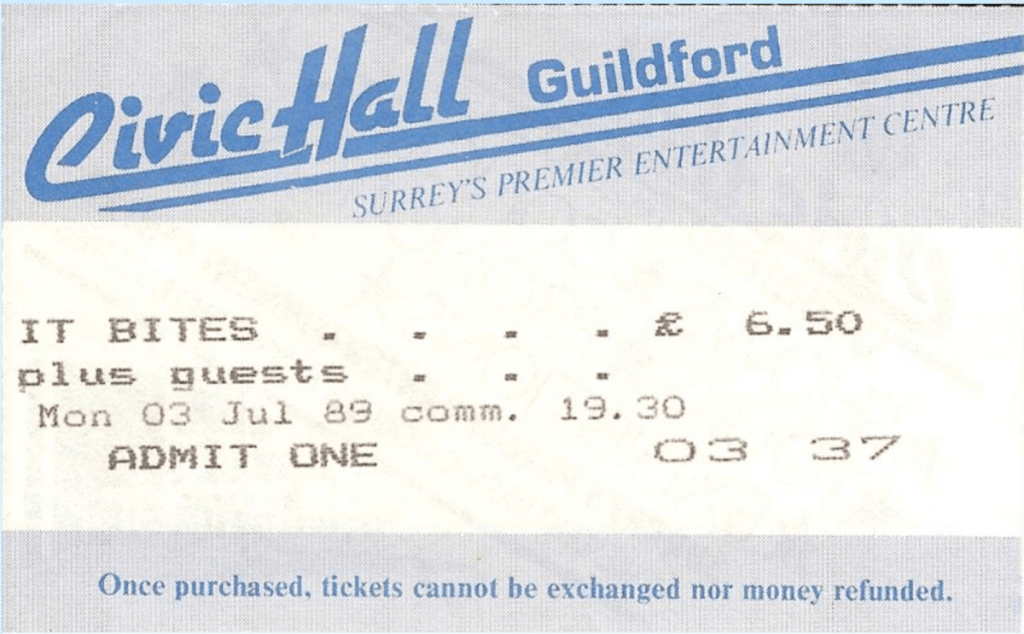 Civic Hall Guildford
SURREY'S PREMIER ENTERTAINMENT CENTRE
IT BITES . . . . £ 6.50
plus guests . . .
Mon 03 Jul 89 comm. 19.30
ADMIT ONE 03 37
Once purchased, tickets cannot be exchanged nor money refunded.